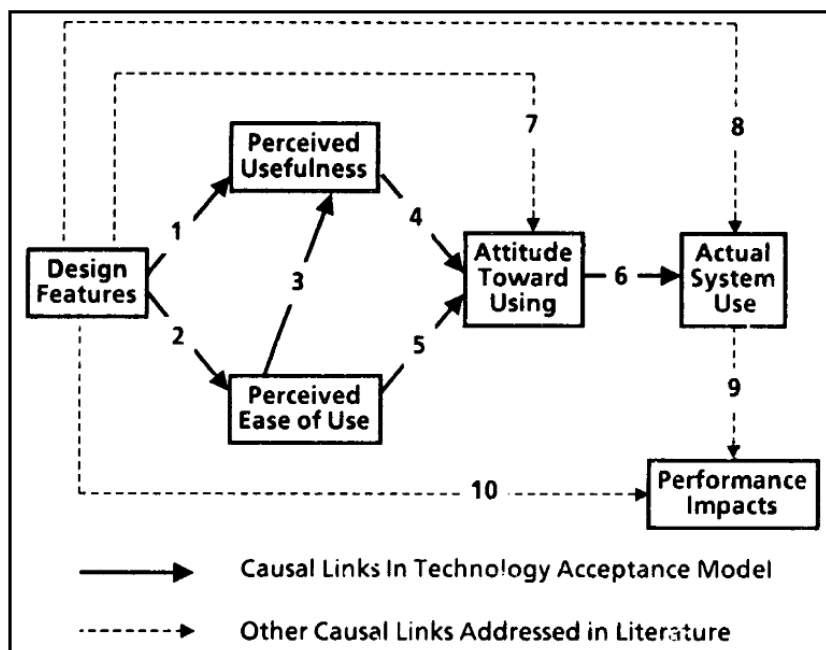 7
8
Perceived
Usefulness
1
4
Design
Features
3
Attitude
Toward
Using
6
Actual
System
Use
2
5
Perceived
Ease of Use
9
10
Performance
Impacts
Causal Links In Technology Acceptance Model
Other Causal Links Addressed in Literature